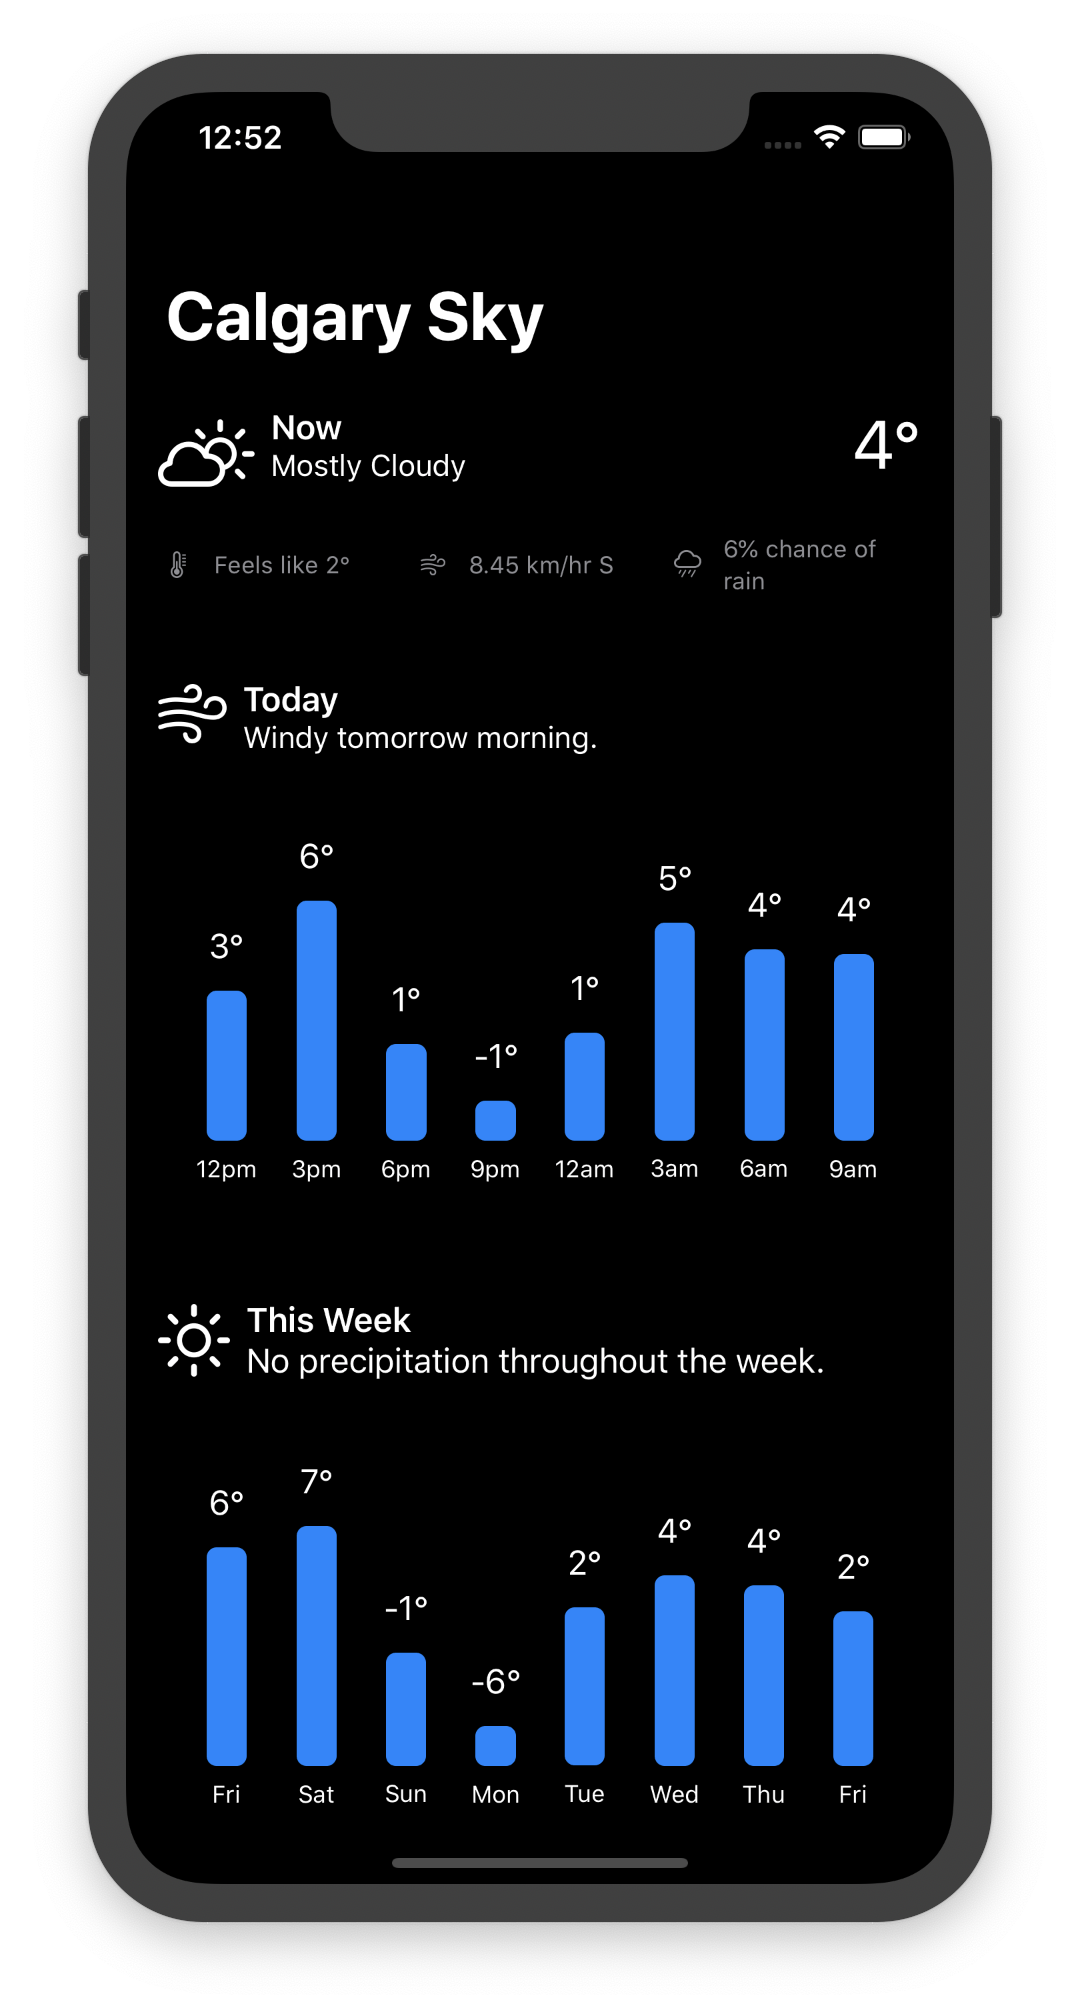 12:52
Calgary Sky
Now
Mostly Cloudy
4°
Feels like 2°
8.45 km/hr S
6% chance of
rain
Today
Windy tomorrow morning.
3° 6° 1° -1° 1° 5° 4° 4°
12pm 3pm 6pm 9pm 12am 3am 6am 9am
This Week
No precipitation throughout the week.
6° 7° -1° -6° 2° 4° 4° 2°
Fri Sat Sun Mon Tue Wed Thu Fri